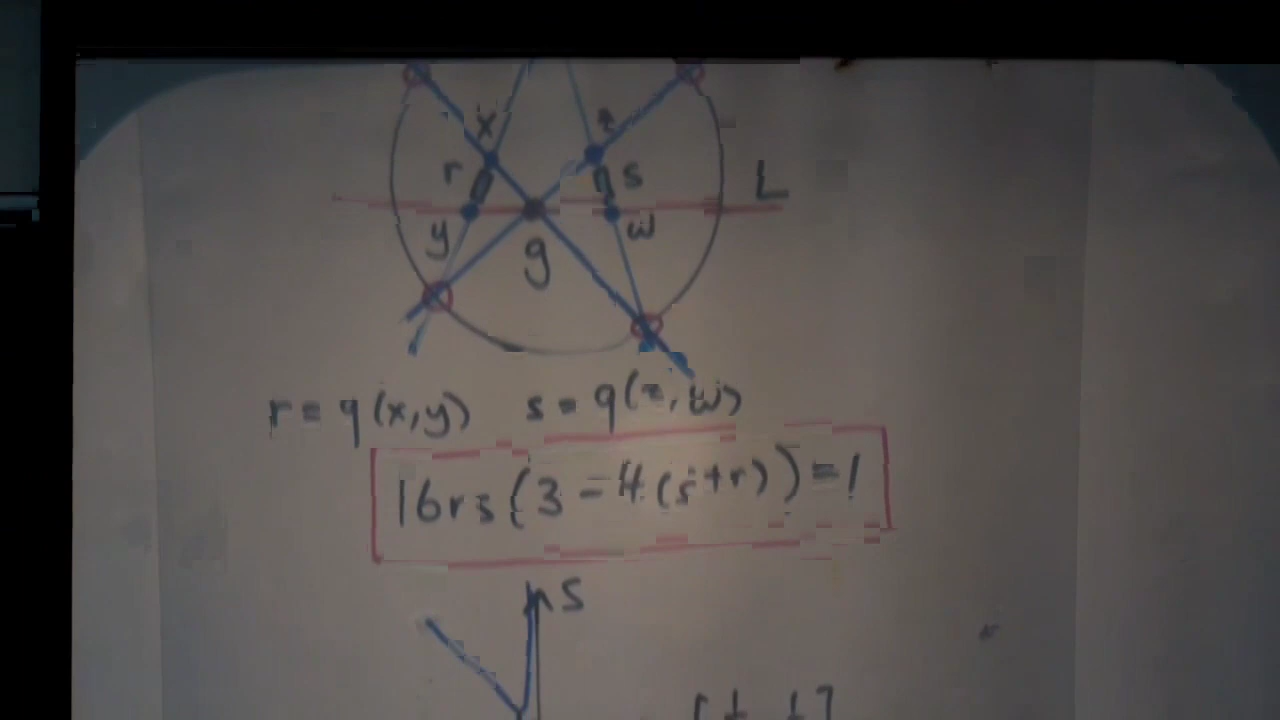 x z
r s L
y w
g
r = q(x,y) s = q(z,w)
16rs(3-4(s+r))=1
s